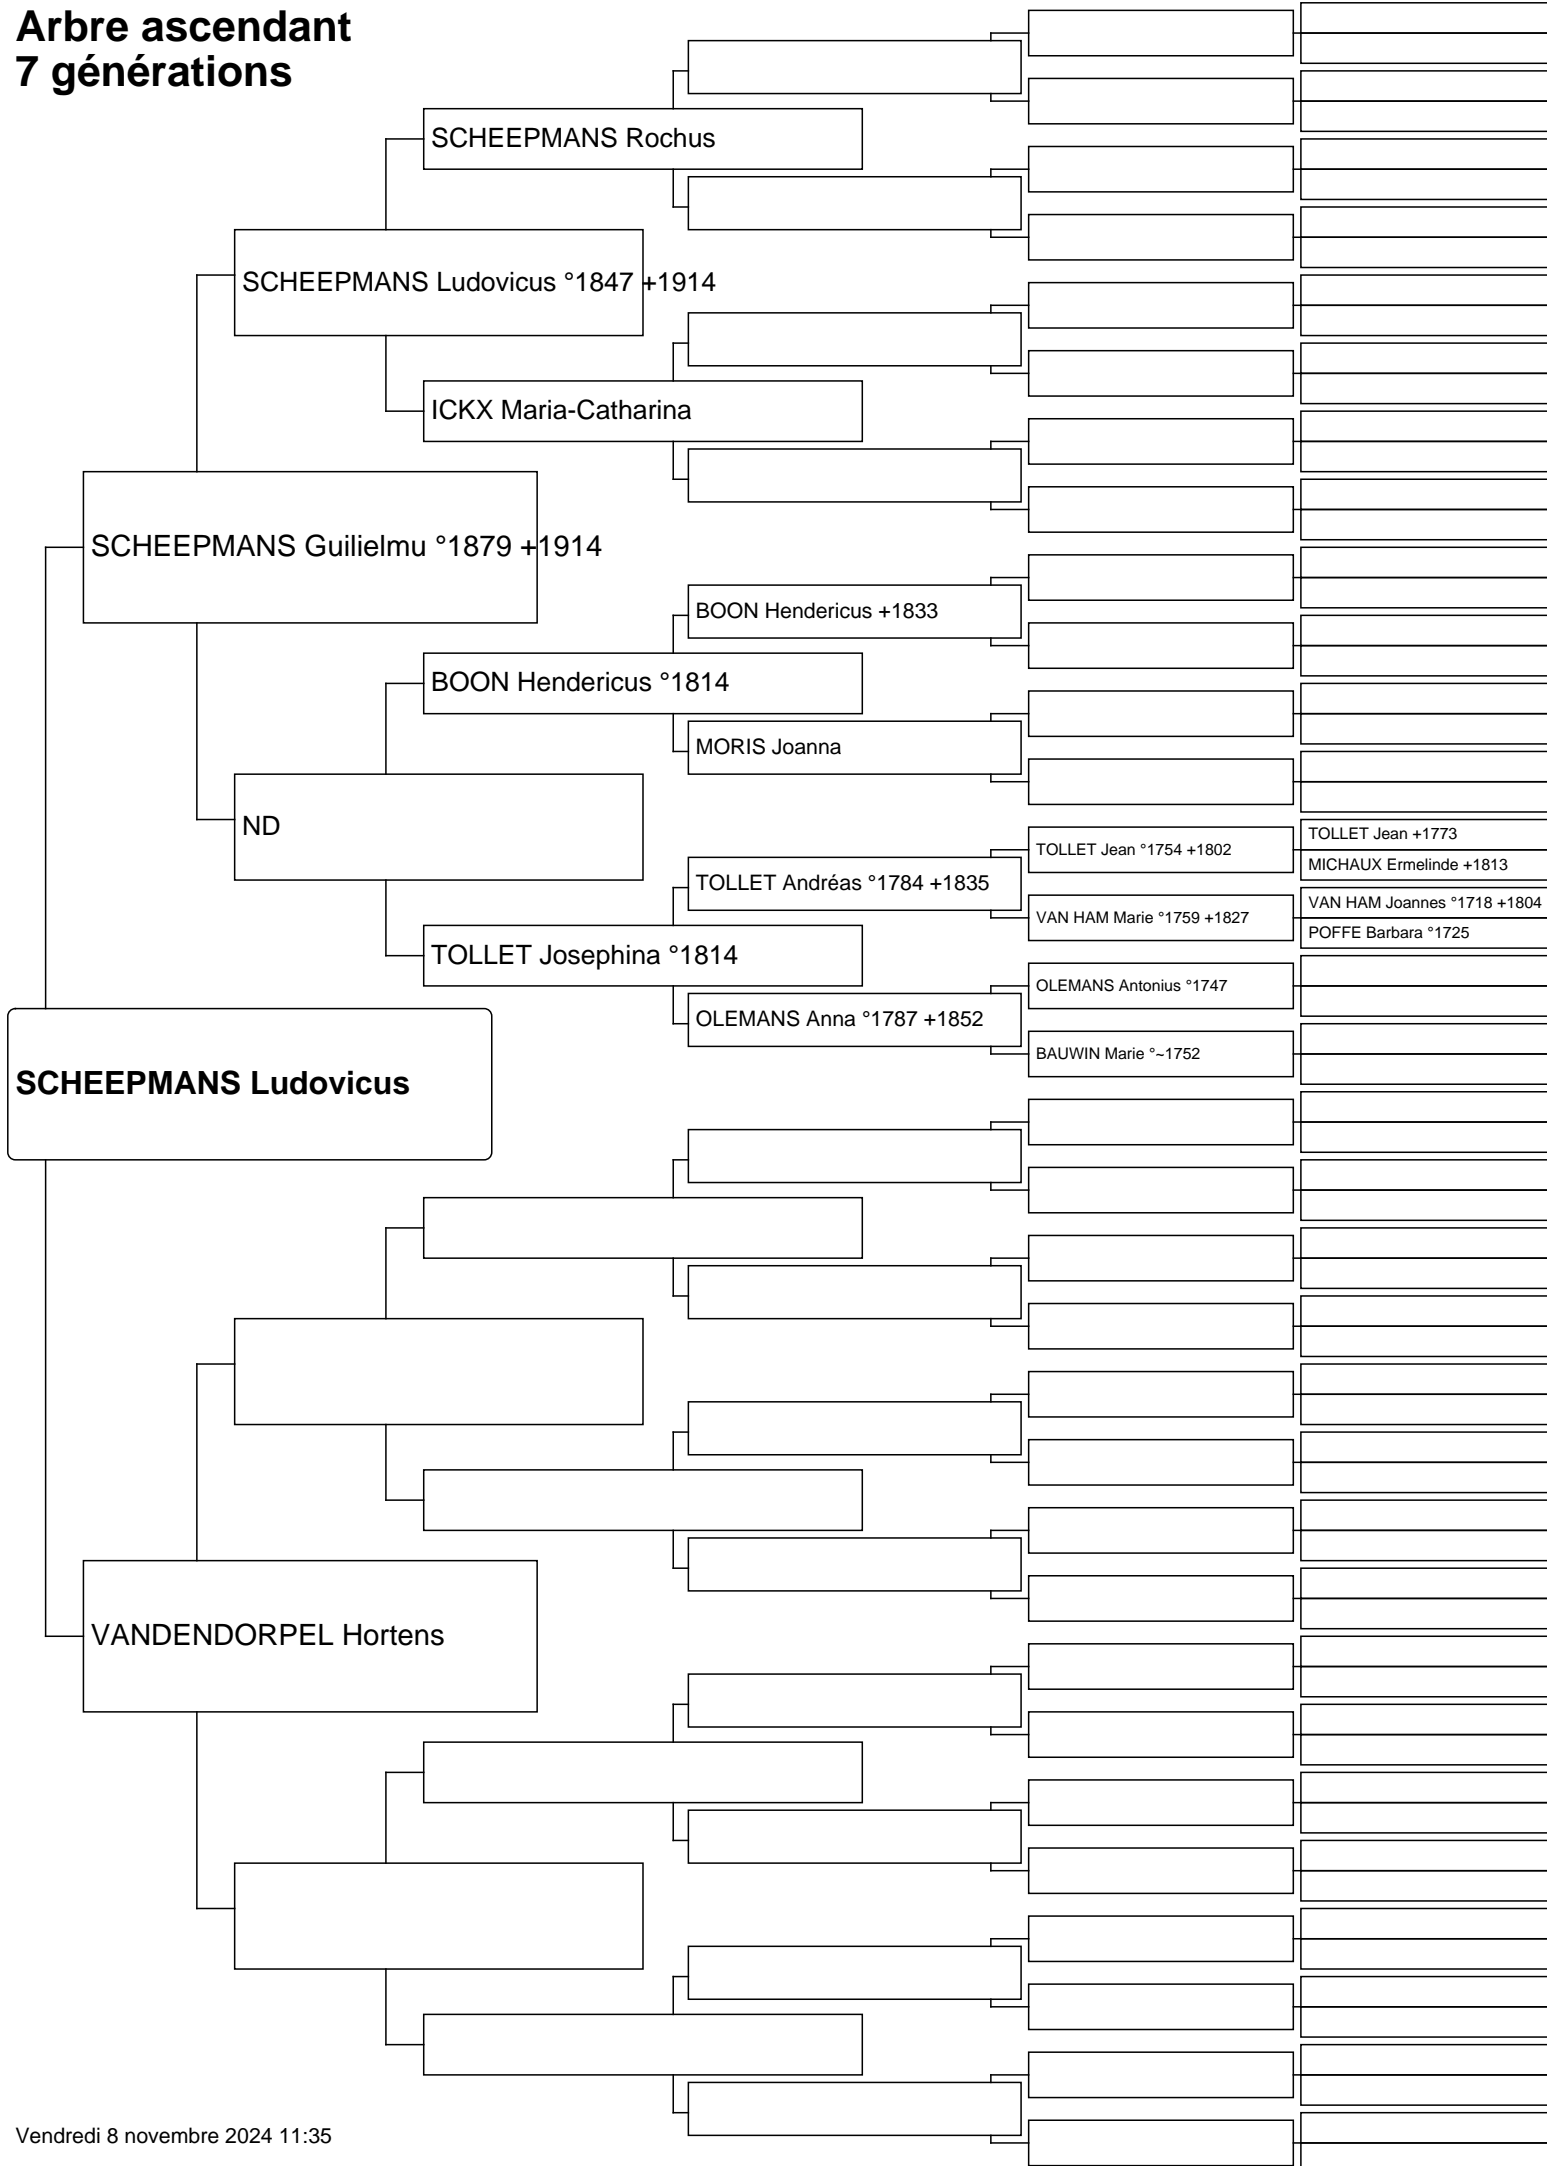 Arbre ascendant
7 générations
SCHEEPMANS Rochus
SCHEEPMANS Ludovicus °1847 +1914
ICKX Maria-Catharina
SCHEEPMANS Guilielmu °1879 +1914
BOON Hendericus +1833
BOON Hendericus °1814
MORIS Joanna
ND
TOLLET Jean +1773
TOLLET Jean °1754 +1802
MICHAUX Ermelinde +1813
TOLLET Andréas °1784 +1835
VAN HAM Joannes °1718 +1804
VAN HAM Marie °1759 +1827
POFFE Barbara °1725
TOLLET Josephina °1814
OLEMANS Antonius °1747
OLEMANS Anna °1787 +1852
BAUWIN Marie °~1752
SCHEEPMANS Ludovicus
VANDENDORPEL Hortens
Vendredi 8 novembre 2024 11:35